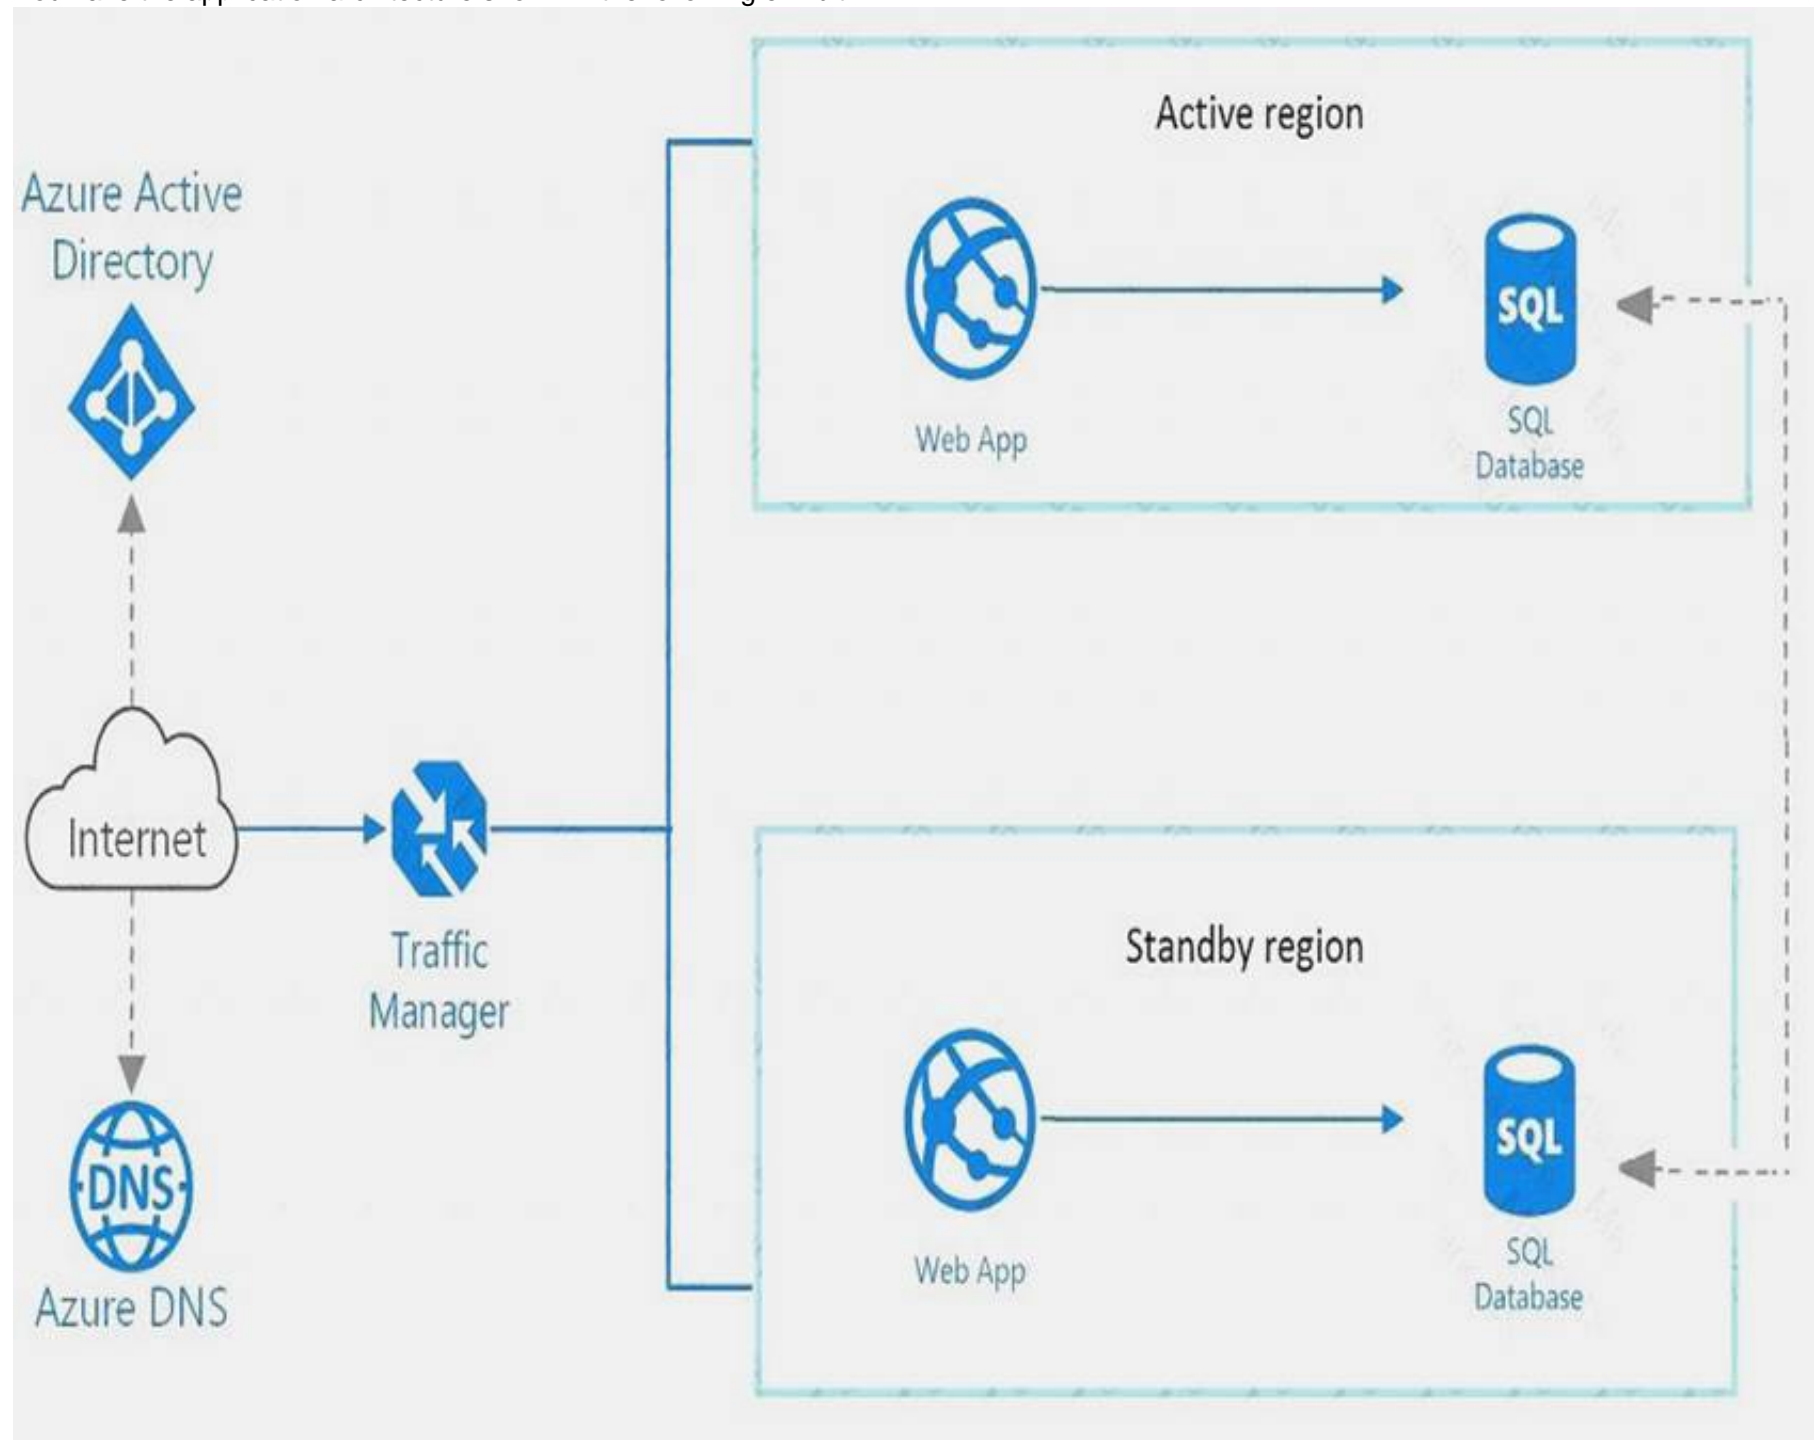 Active region
Azure Active
Directory
SQL
Web App
SQL
Database
Internet
Traffic
Manager
Standby region
DNS
SQL
Web App
SQL
Database
Azure DNS